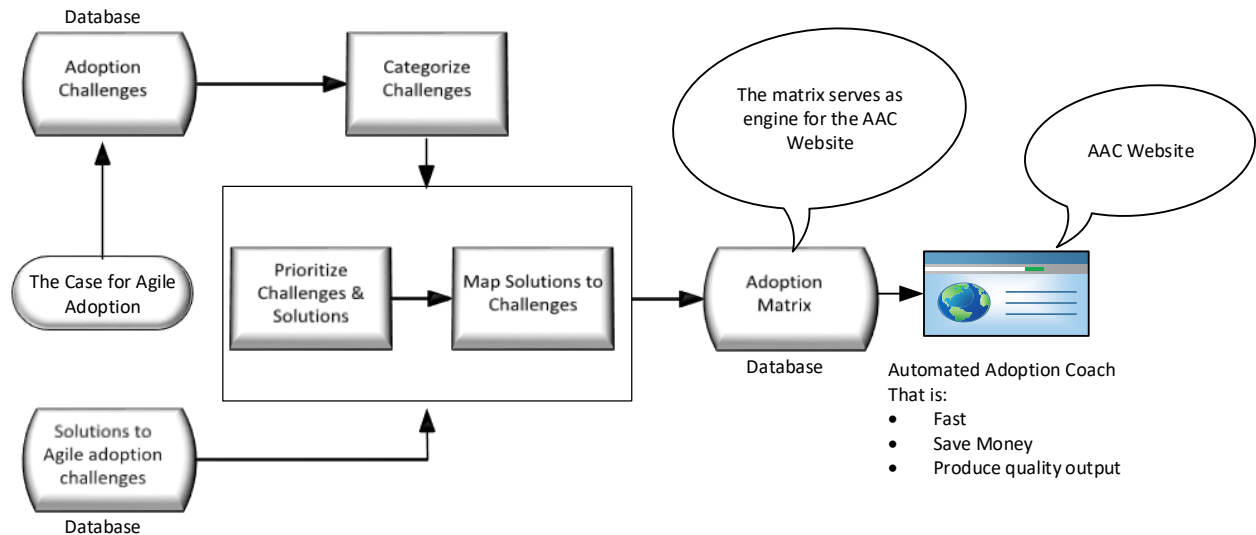 Database
Adoption
Challenges
Categorize
Challenges
The matrix serves as
engine for the AAC
Website
AAC Website
The Case for Agile
Adoption
Prioritize
Challenges &
Solutions
Map Solutions to
Challenges
Adoption
Matrix
Database
Automated Adoption Coach
That is:
• Fast
• Save Money
• Produce quality output
Solutions to
Agile adoption
challenges
Database